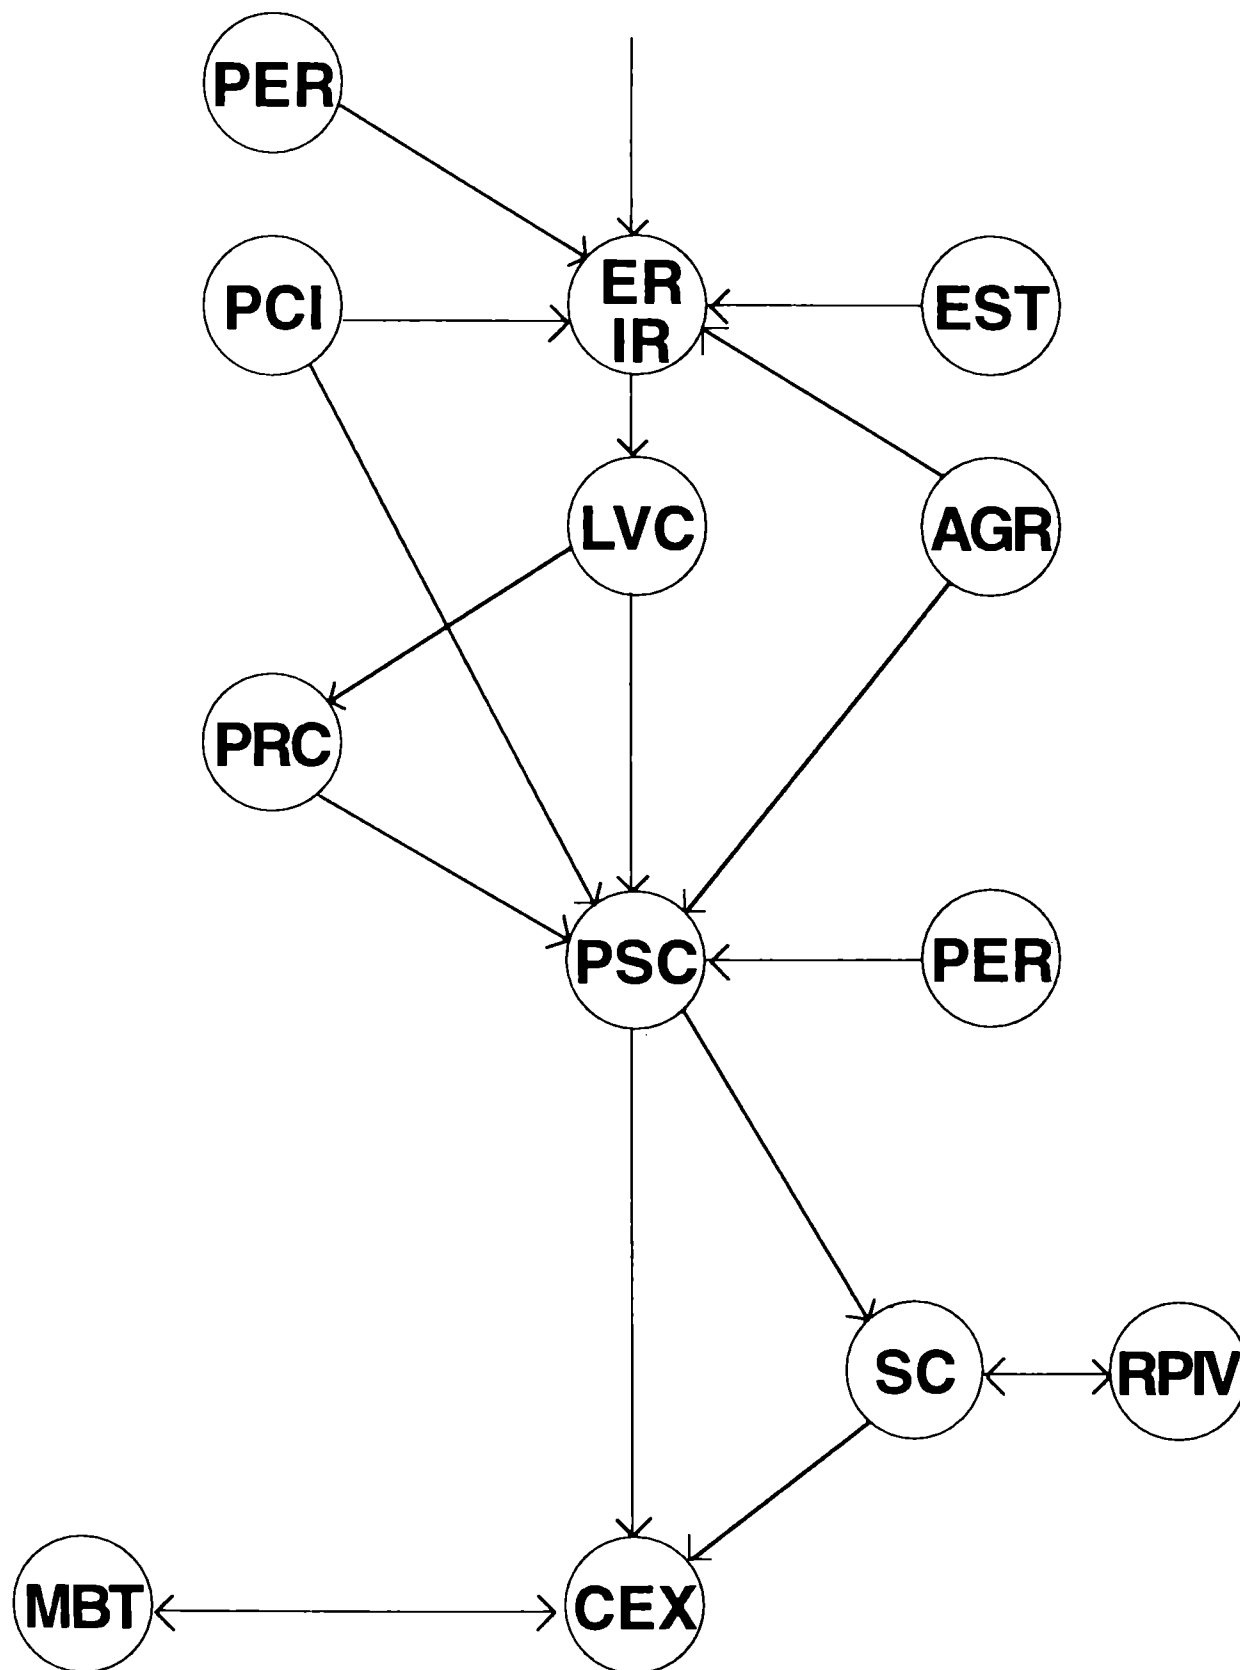 PER
PCI
ER
IR
EST
LVC
AGR
PRC
PSC
PER
SC
RPIV
MBT
CEX